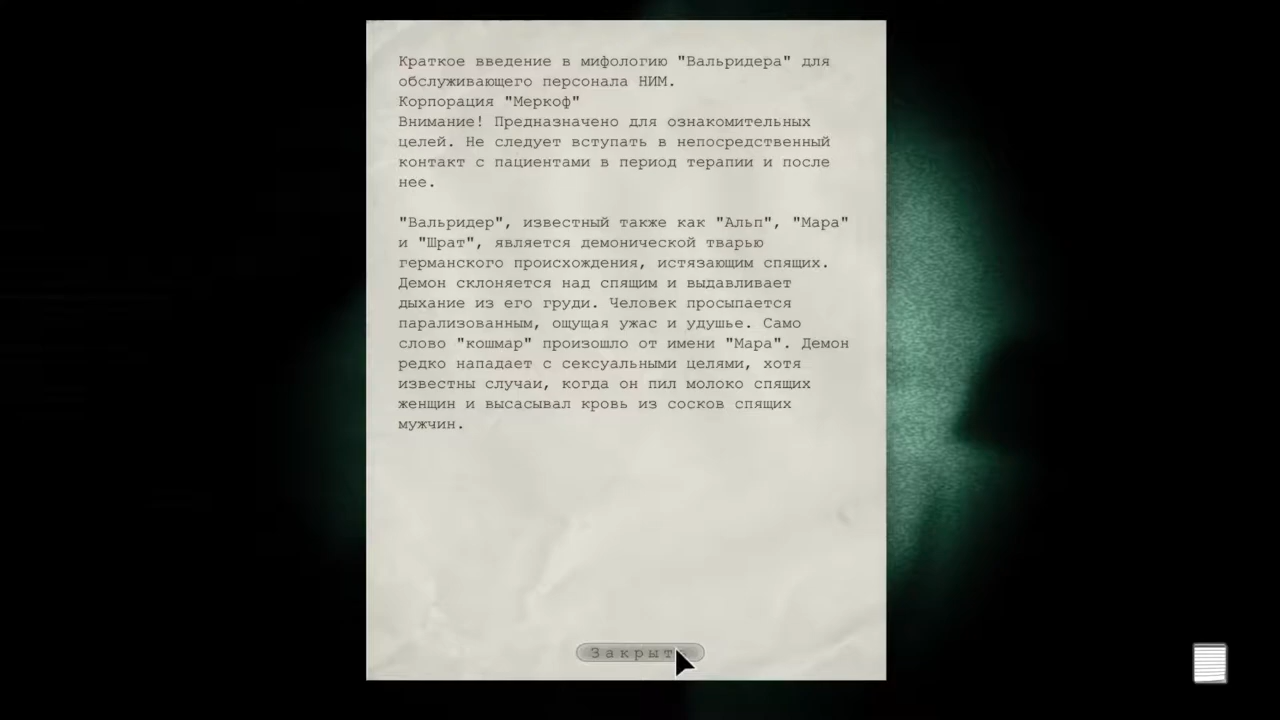 Краткое введение в мифологию "Вальридера" для
обслуживающего персонала НИМ.
Корпорация "Меркоф"
Внимание! Предназначено для ознакомительных
целей. Не следует вступать в непосредственный
контакт с пациентами в период терапии и после
нее.
"Вальридер", известный также как "Альп", "Мара"
и "Шрат", является демонической тварью
германского происхождения, истязающим спящих.
Демон склоняется над спящим и выдавливает
дыхание из его груди. Человек просыпается
парализованным, ощущая ужас и удушье. Само
слово "кошмар" произошло от имени "Мара". Демон
редко нападает с сексуальными целями, хотя
известны случаи, когда он пил молоко спящих
женщин и высасывал кровь из сосков спящих
мужчин.
Закрыть